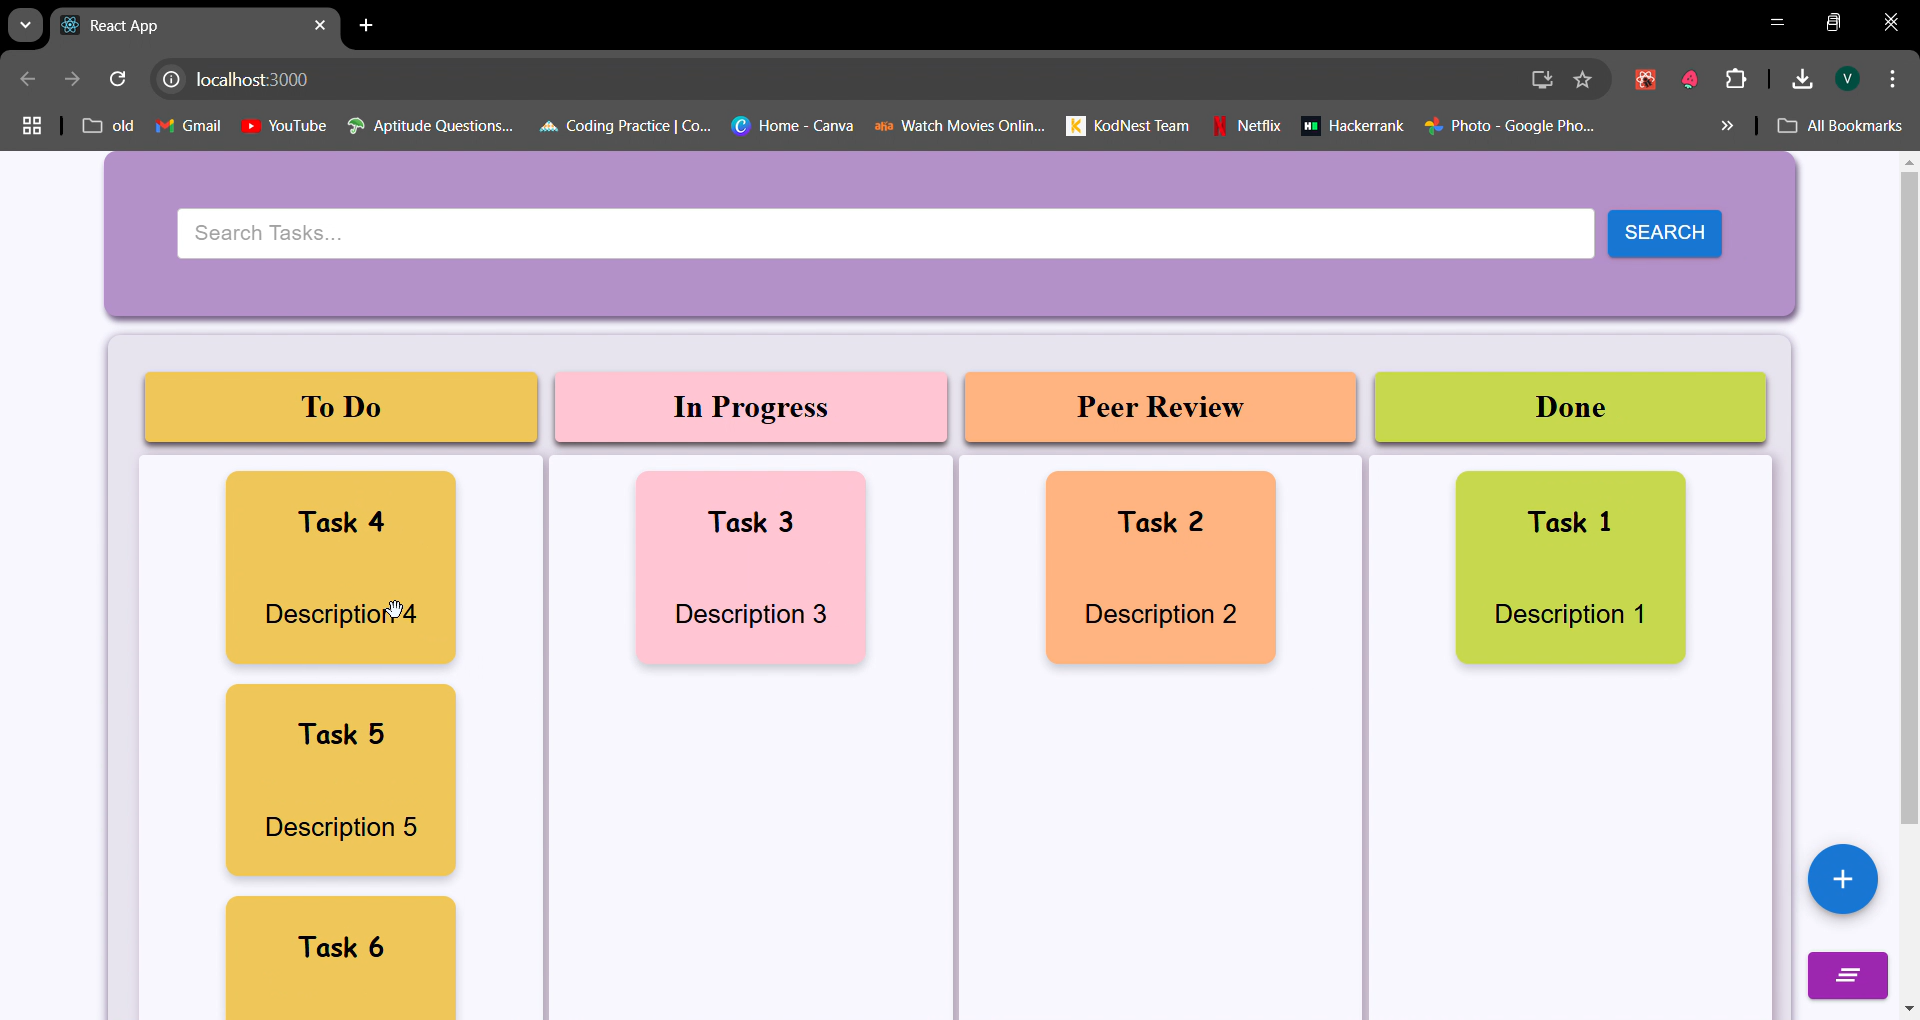 React App
localhost:3000
V
old
Gmail
YouTube
Aptitude Questions...
Coding Practice | Co...
Home - Canva
Watch Movies Onlin...
KodNest Team
Netflix
Hackerrank
Photo - Google Pho...
All Bookmarks
Search Tasks...
SEARCH
To Do
In Progress
Peer Review
Done
Task 4
Task 3
Task 2
Task 1
Description 4
Description 3
Description 2
Description 1
Task 5
Description 5
Task 6